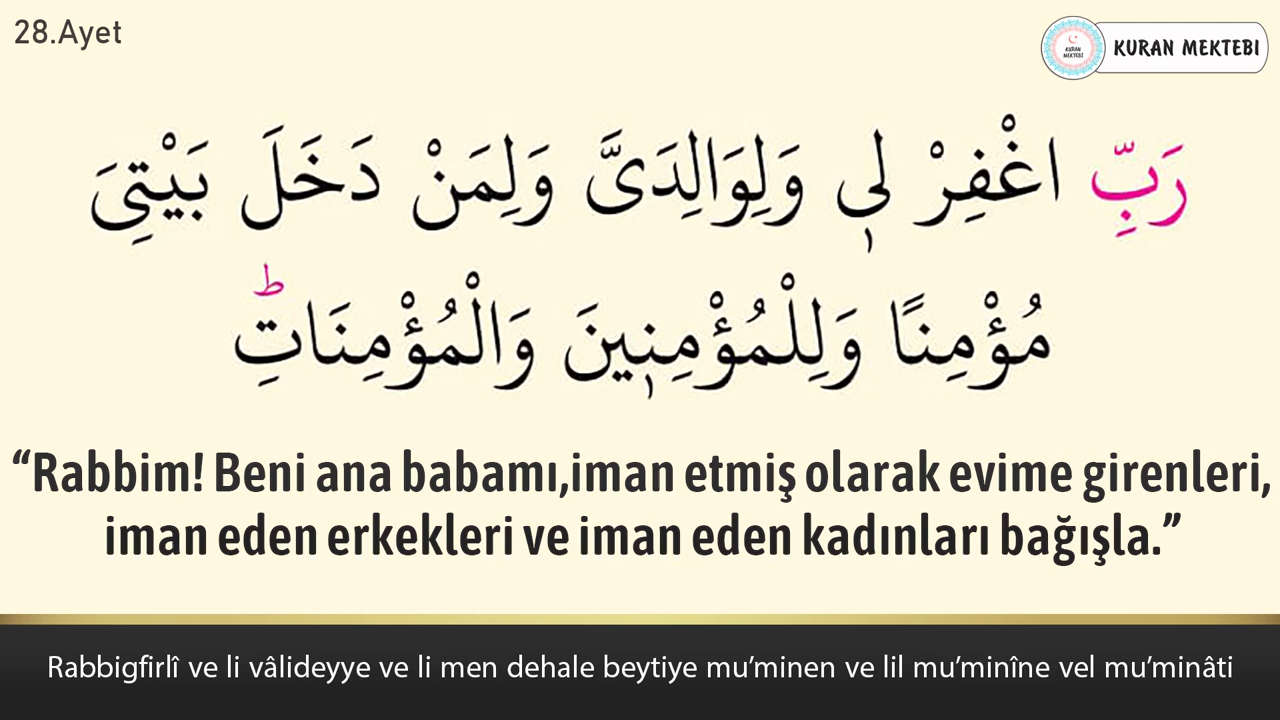 28.Ayet
KURAN MEKTEBI
KURAN
MEKTEBI
رَبِّ اغْفِرْ لٖى وَلِوَالِدَىَّ وَلِمَنْ دَخَلَ بَيْتِىَ
مُؤْمِنًا وَلِلْمُؤْمِنٖينَ وَالْمُؤْمِنَاتِؕ
“Rabbim! Beni ana babamı,iman etmiş olarak evime girenleri,
iman eden erkekleri ve iman eden kadınları bağışla.”
Rabbigfirlî ve li vâlideyye ve li men dehale beytiye mu’minen ve lil mu’minîne vel mu’minâti